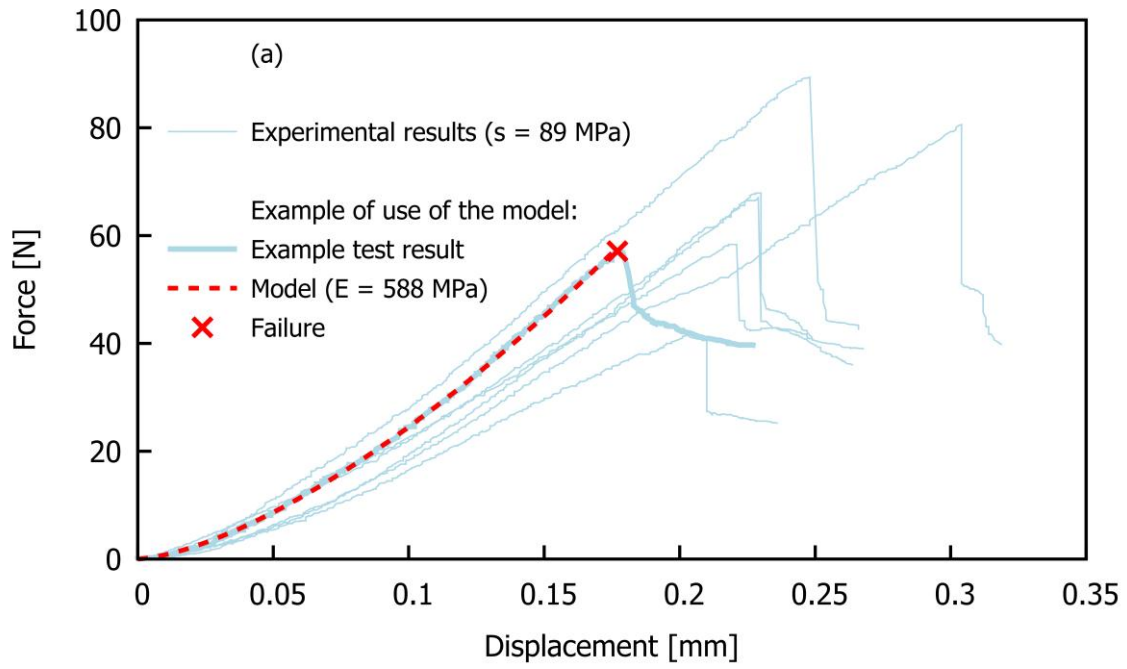 (a)
Experimental results (s = 89 MPa)
Example of use of the model:
Example test result
Model (E = 588 MPa)
Failure
Force [N]
100
80
60
40
20
0
0 0.05 0.1 0.15 0.2 0.25 0.3 0.35
Displacement [mm]